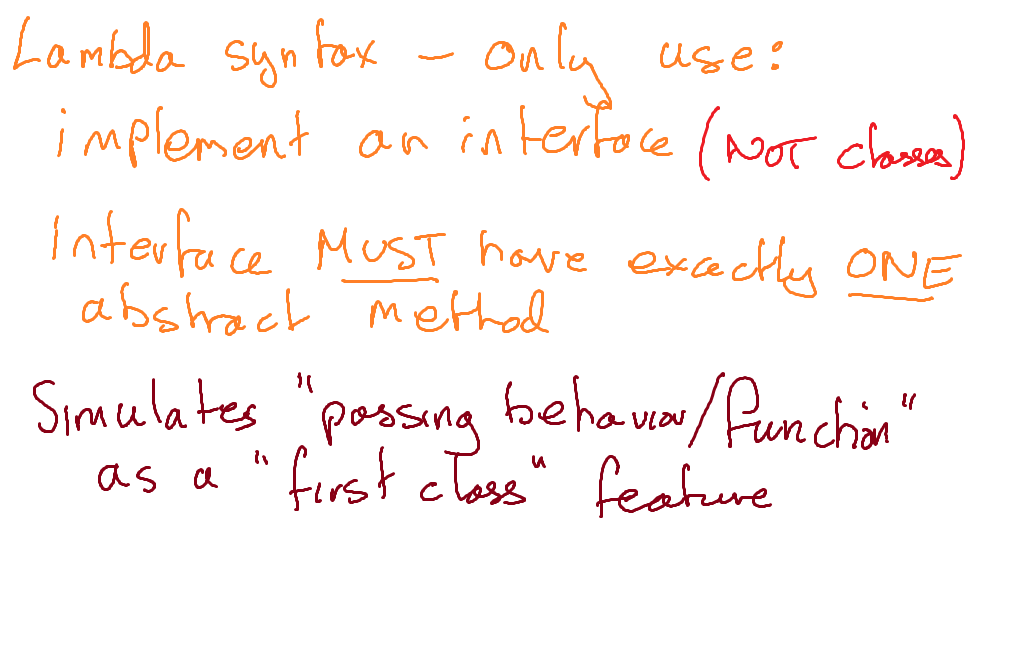 Lambda syntax - only use:
implement an interface (NOT classes)
Interface MUST have exactly ONE
abstract method
Simulates "passing behavior/function"
as a "first class" feature